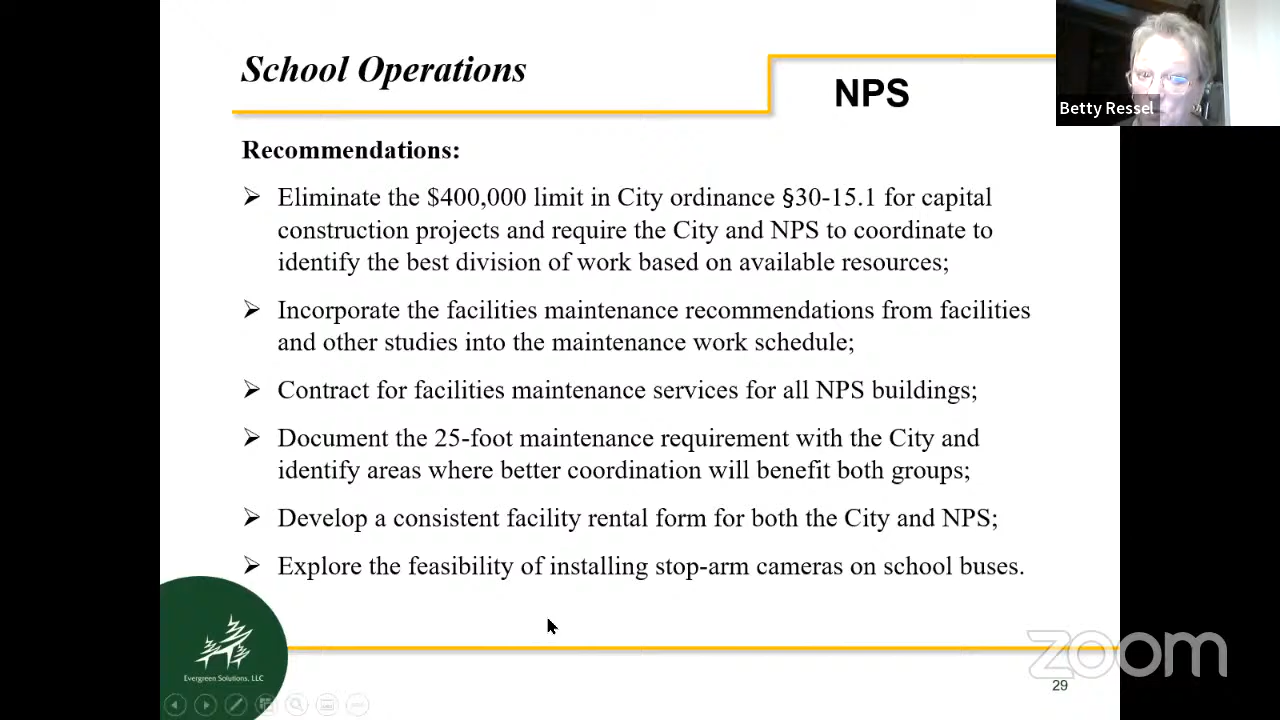 School Operations
NPS
Betty Ressel
Recommendations:
➢ Eliminate the $400,000 limit in City ordinance §30-15.1 for capital
construction projects and require the City and NPS to coordinate to
identify the best division of work based on available resources;
➢ Incorporate the facilities maintenance recommendations from facilities
and other studies into the maintenance work schedule;
➢ Contract for facilities maintenance services for all NPS buildings;
➢ Document the 25-foot maintenance requirement with the City and
identify areas where better coordination will benefit both groups;
➢ Develop a consistent facility rental form for both the City and NPS;
➢ Explore the feasibility of installing stop-arm cameras on school buses.
Evergreen Solutions, LLC
zoom
29